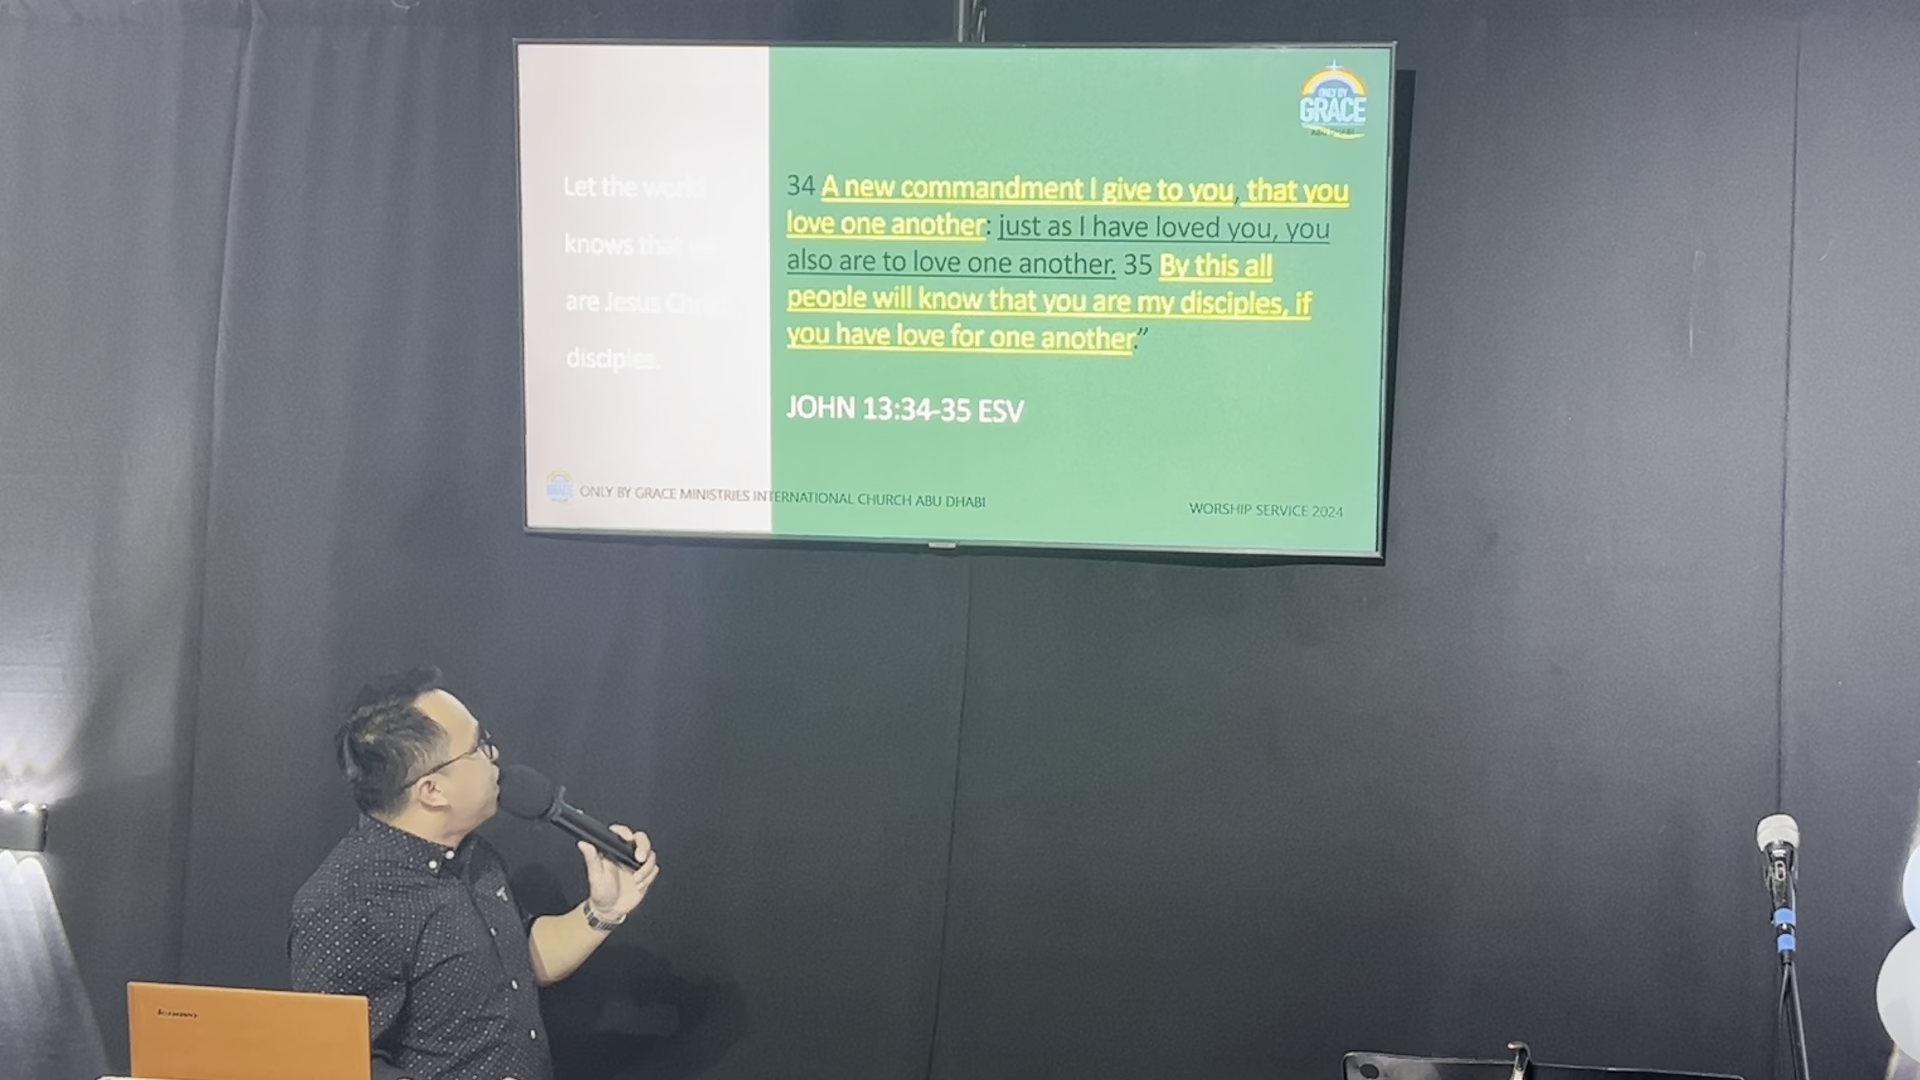 ONLY BY
GRACE
ABU DHABI
Let the world
knows that we
are Jesus Christ
disciples.
34 A new commandment I give to you, that you
love one another: just as I have loved you, you
also are to love one another. 35 By this all
people will know that you are my disciples, if
you have love for one another.”
JOHN 13:34-35 ESV
ONLY BY GRACE MINISTRIES INTERNATIONAL CHURCH ABU DHABI
WORSHIP SERVICE 2024
lenovo